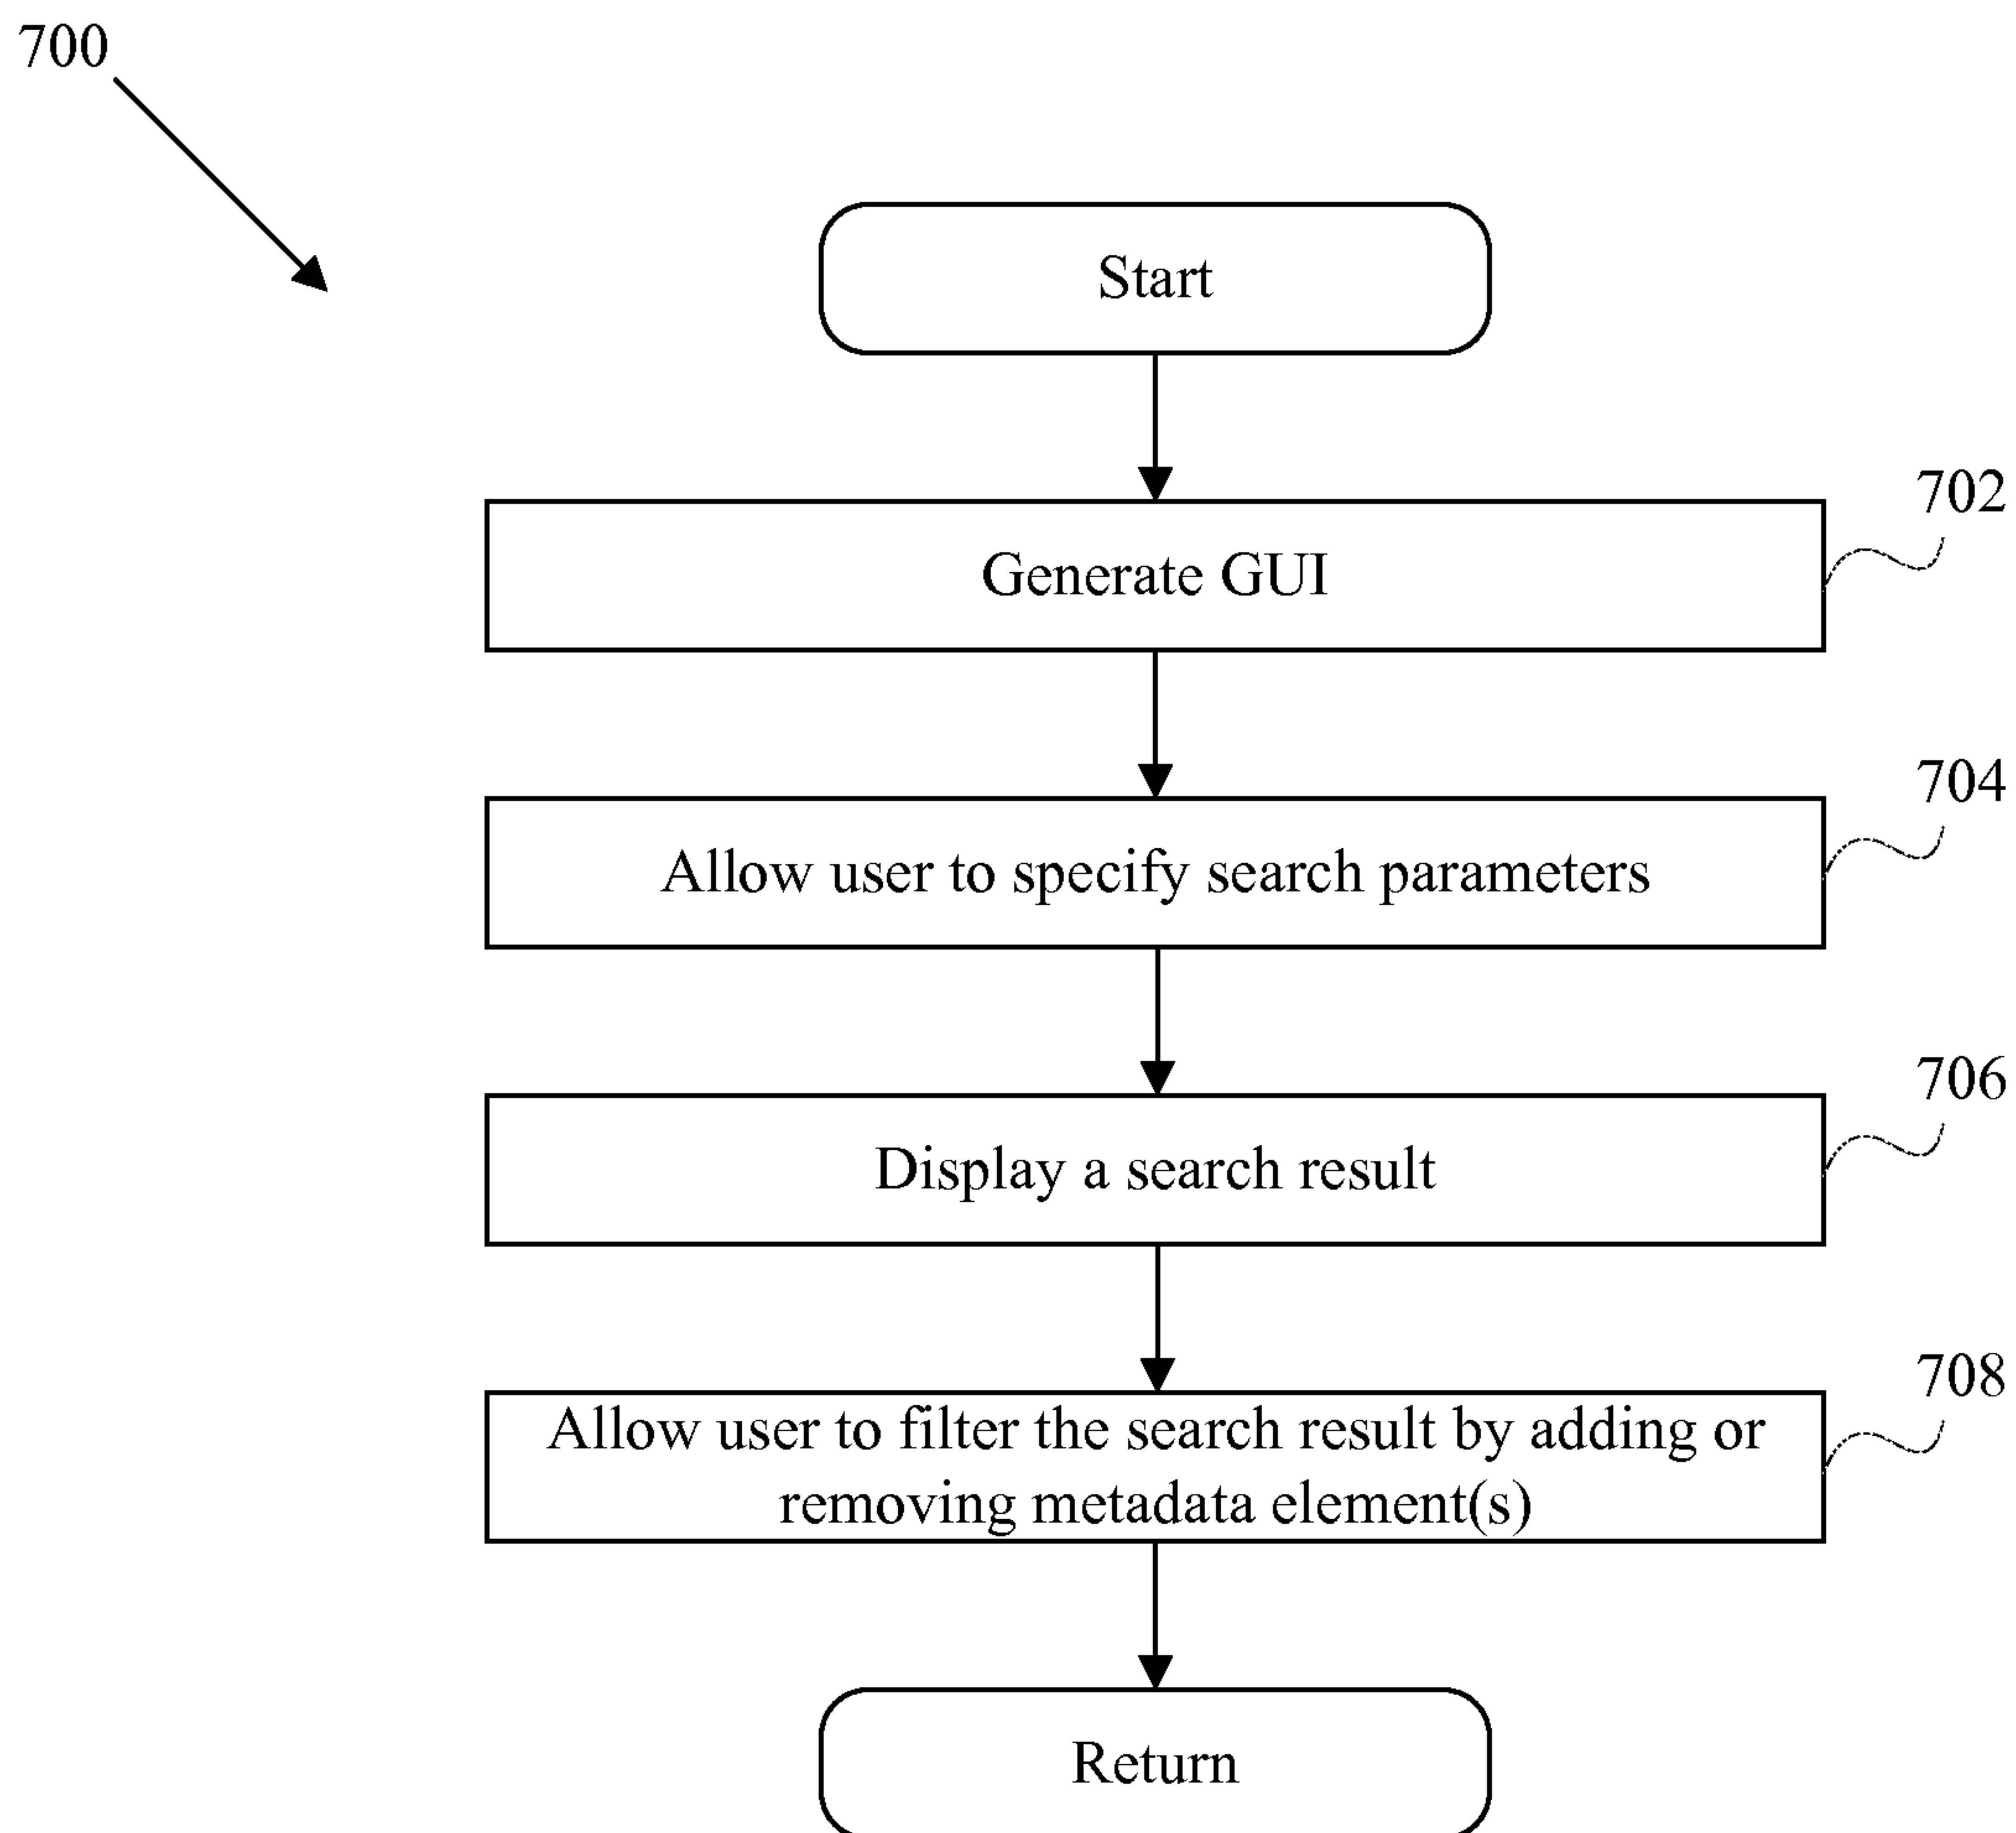 700
Start
702
Generate GUI
704
Allow user to specify search parameters
706
Display a search result
708
Allow user to filter the search result by adding or
removing metadata element(s)
Return